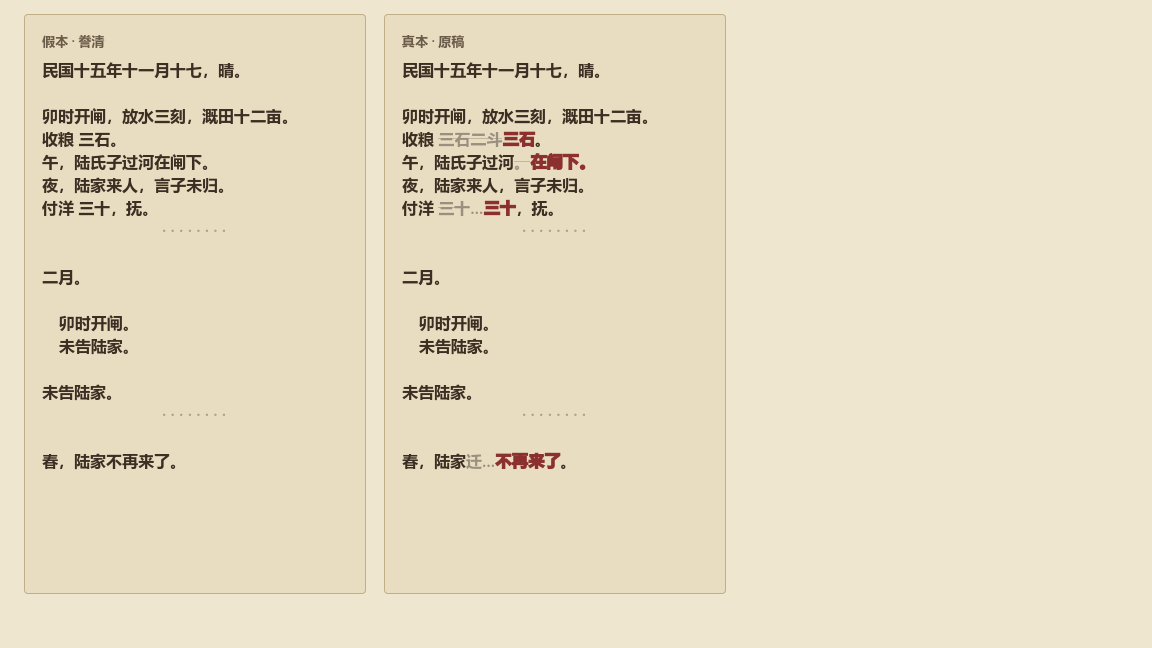 假本 · 誊清
民国十五年十一月十七，晴。
卯时开闸，放水三刻，溉田十二亩。
收粮 三石。
午，陆氏子过河在闸下。
夜，陆家来人，言子未归。
付洋 三十，抚。
· · · · · · · ·
二月。
卯时开闸。
未告陆家。
未告陆家。
· · · · · · · ·
春，陆家不再来了。
真本 · 原稿
民国十五年十一月十七，晴。
卯时开闸，放水三刻，溉田十二亩。
收粮 三石二斗三石。
午，陆氏子过河。在闸下。
夜，陆家来人，言子未归。
付洋 三十…三十，抚。
· · · · · · · ·
二月。
卯时开闸。
未告陆家。
未告陆家。
· · · · · · · ·
春，陆家迁…不再来了。